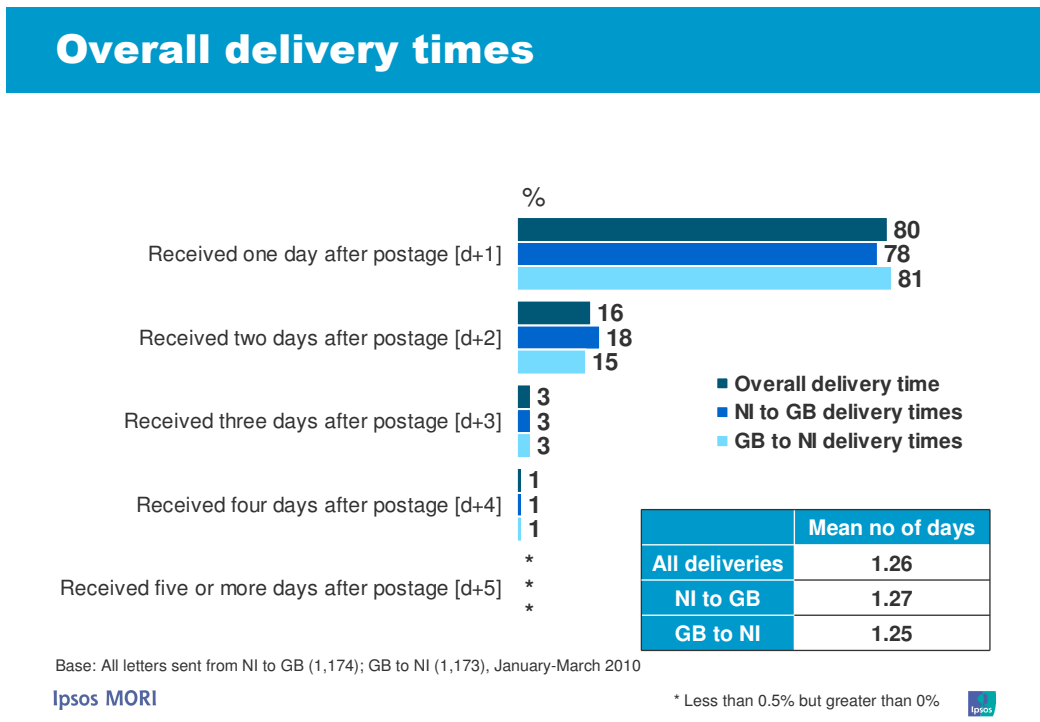 Overall delivery times
%
Received one day after postage [d+1]
80
78
81
Received two days after postage [d+2]
16
18
15
Received three days after postage [d+3]
3
3
3
Received four days after postage [d+4]
1
1
1
Received five or more days after postage [d+5]
*
*
*
Overall delivery time
NI to GB delivery times
GB to NI delivery times
Mean no of days
All deliveries 1.26
NI to GB 1.27
GB to NI 1.25
Base: All letters sent from NI to GB (1,174); GB to NI (1,173), January-March 2010
Ipsos MORI
* Less than 0.5% but greater than 0%
Ipsos